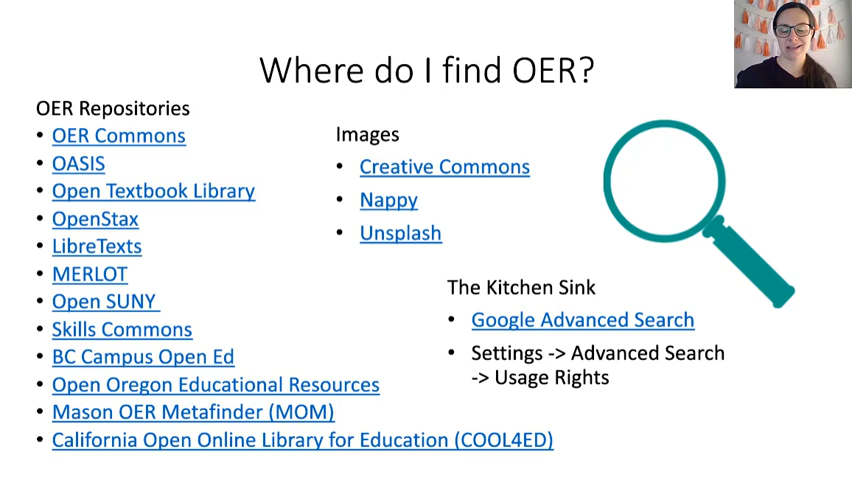 Where do I find OER?
OER Repositories
• OER Commons
• OASIS
• Open Textbook Library
• OpenStax
• LibreTexts
• MERLOT
• Open SUNY
• Skills Commons
• BC Campus Open Ed
• Open Oregon Educational Resources
• Mason OER Metafinder (MOM)
• California Open Online Library for Education (COOL4ED)
Images
• Creative Commons
• Nappy
• Unsplash
The Kitchen Sink
• Google Advanced Search
• Settings -> Advanced Search
-> Usage Rights